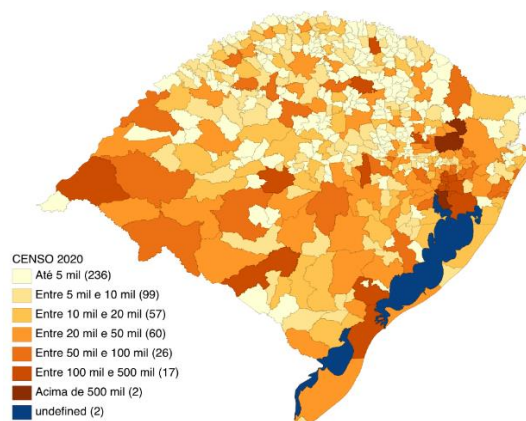 CENSO 2020
Até 5 mil (236)
Entre 5 mil e 10 mil (99)
Entre 10 mil e 20 mil (57)
Entre 20 mil e 50 mil (60)
Entre 50 mil e 100 mil (26)
Entre 100 mil e 500 mil (17)
Acima de 500 mil (2)
undefined (2)